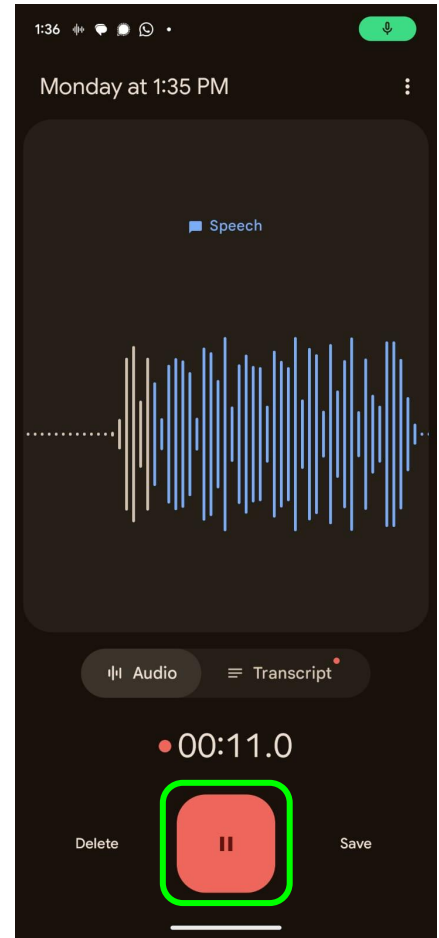 1:36
Monday at 1:35 PM
Speech
Audio Transcript
00:11.0
Delete Save